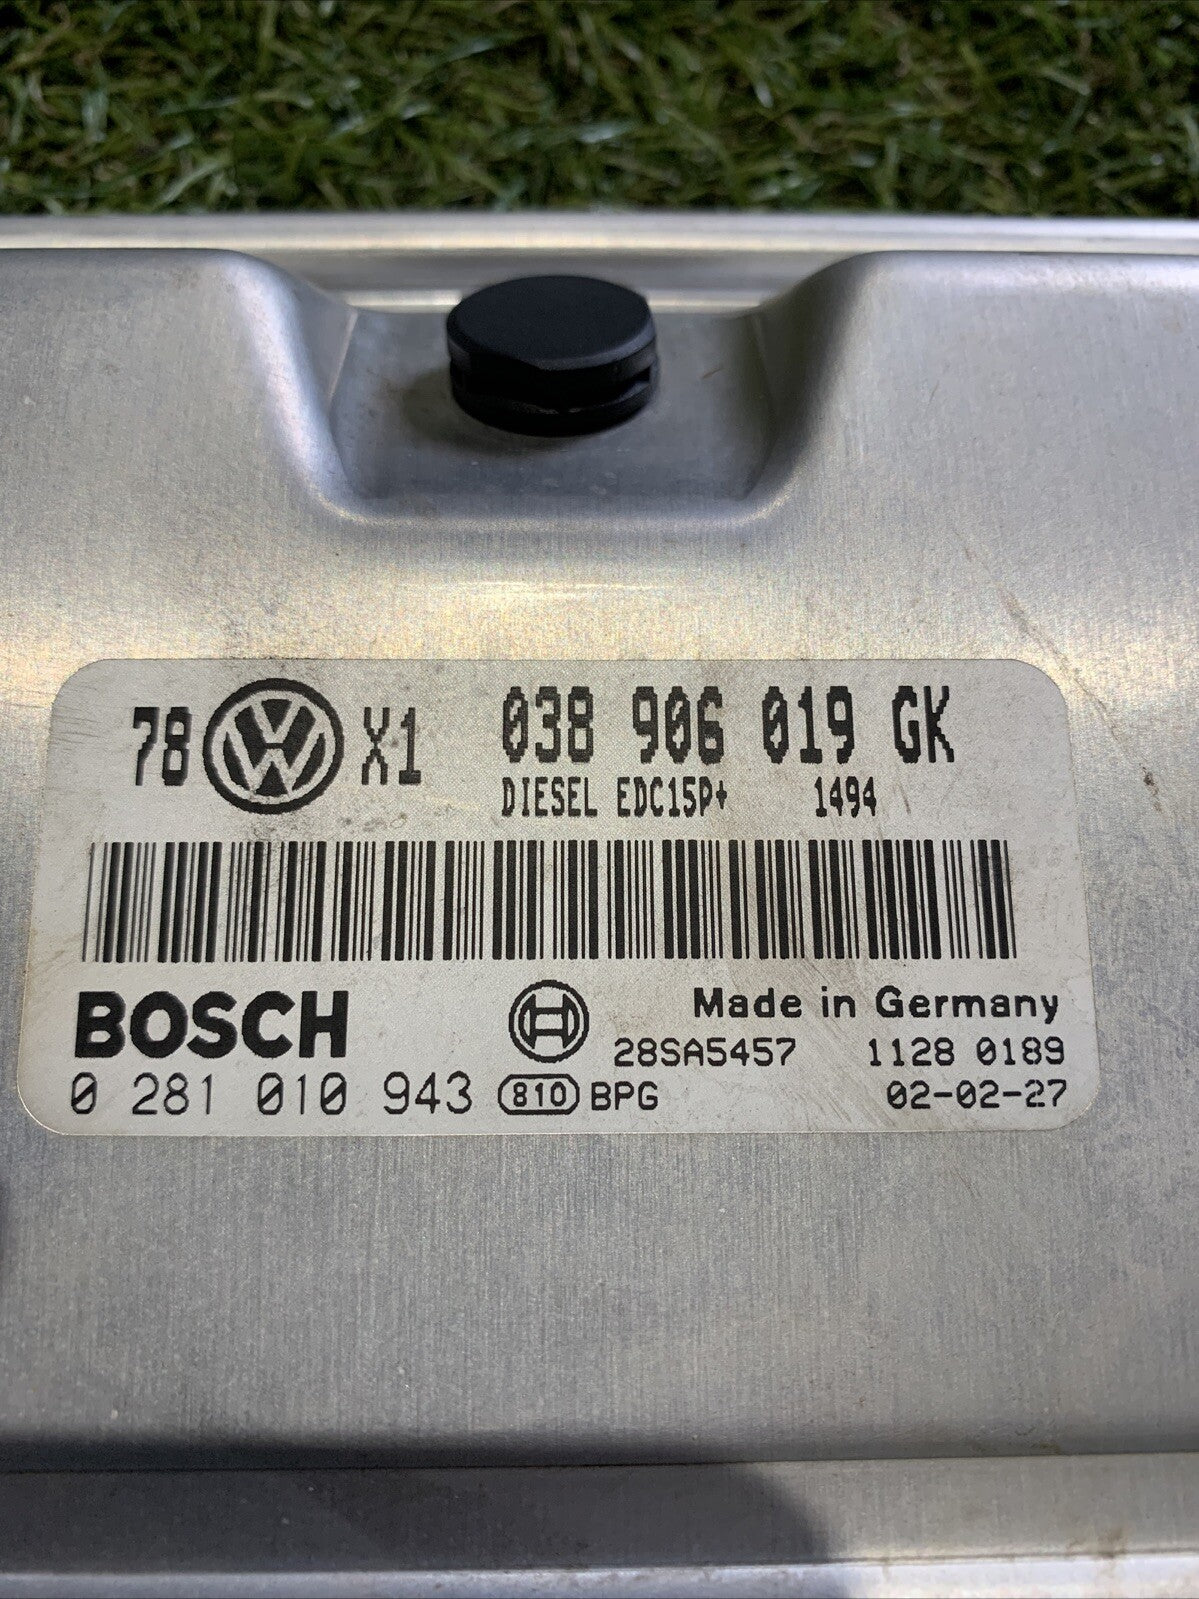 78 VW X1 038 906 019 GK
DIESEL EDC15P+ 1494
BOSCH
Made in Germany
28SA5457 1128 0189
0 281 010 943 810 BPG 02-02-27